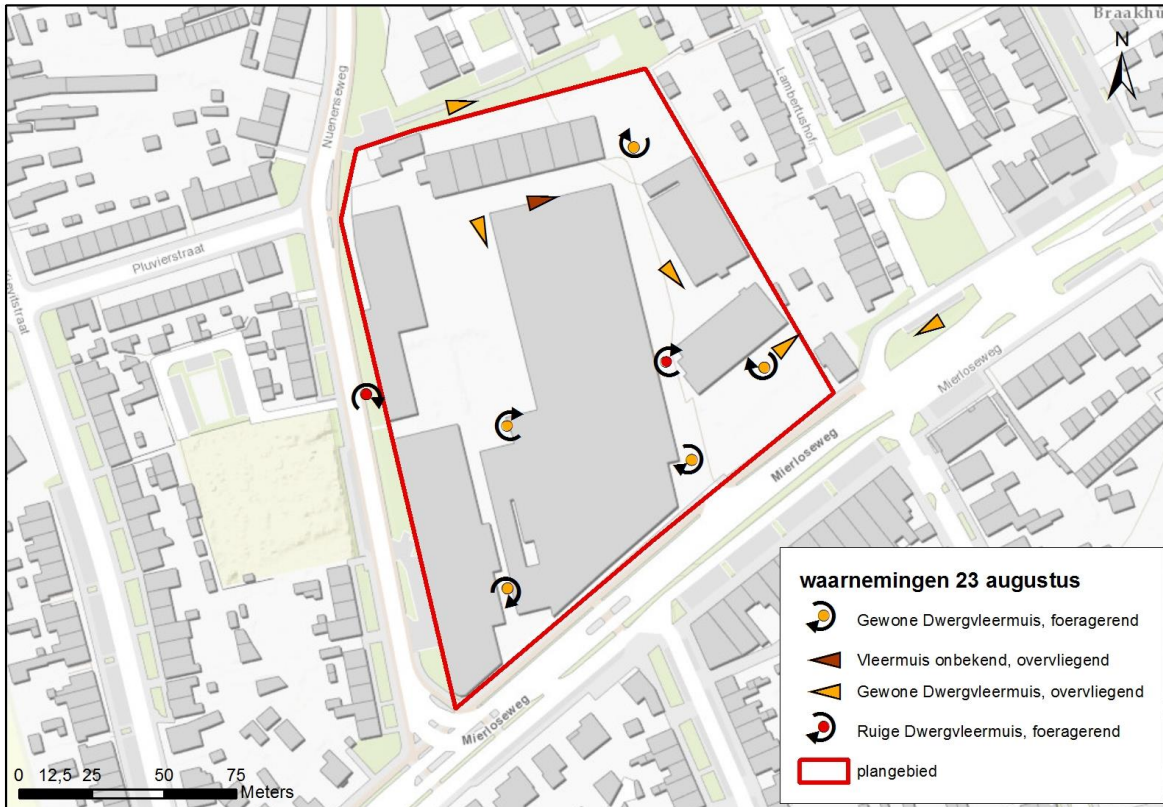 Braakhu
N
Nuenenseweg
Lambertushof
Pluvierstraat
Mierloseweg
Mierloseweg
Mierloseweg
waarnemingen 23 augustus
Gewone Dwergvleermuis, foeragerend
Vleermuis onbekend, overvliegend
Gewone Dwergvleermuis, overvliegend
Ruige Dwergvleermuis, foeragerend
plangebied
0 12,5 25 50 75
Meters